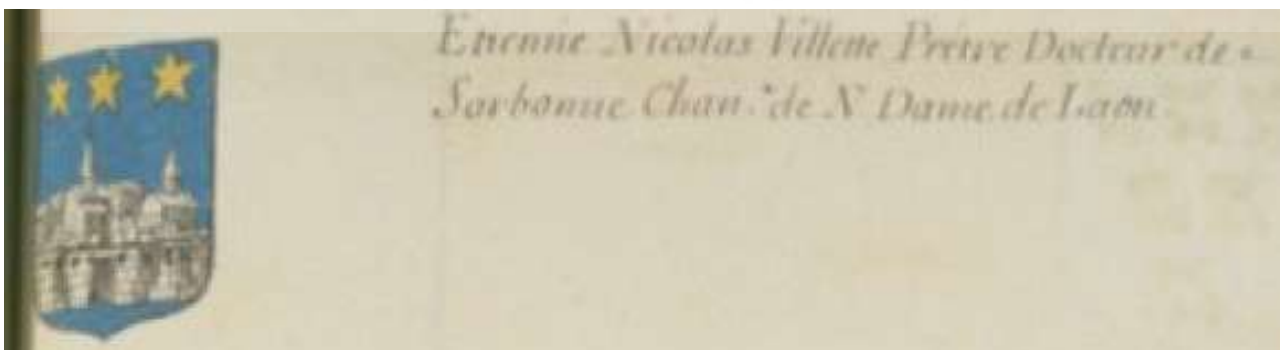 Etienne Nicolas Villette Prêtre Docteur de
Sorbonne Chan.^e de N Dame de Laon.